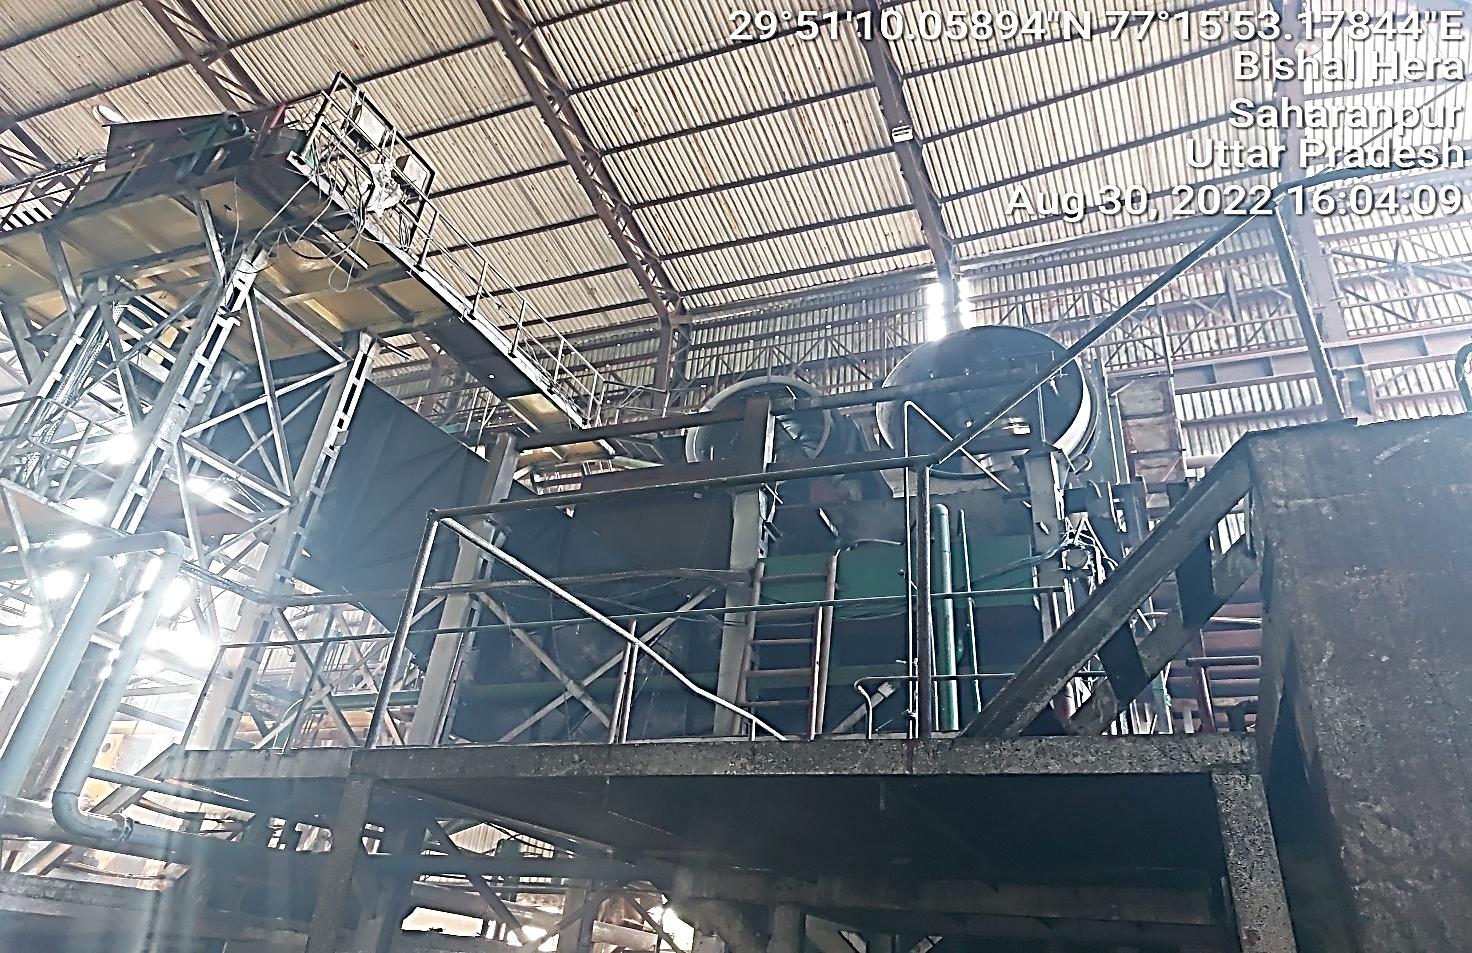 29°51'10.05894"N 77°15'53.17844"E
Bishal Hera
Saharanpur
Uttar Pradesh
Aug 30, 2022 16:04:09